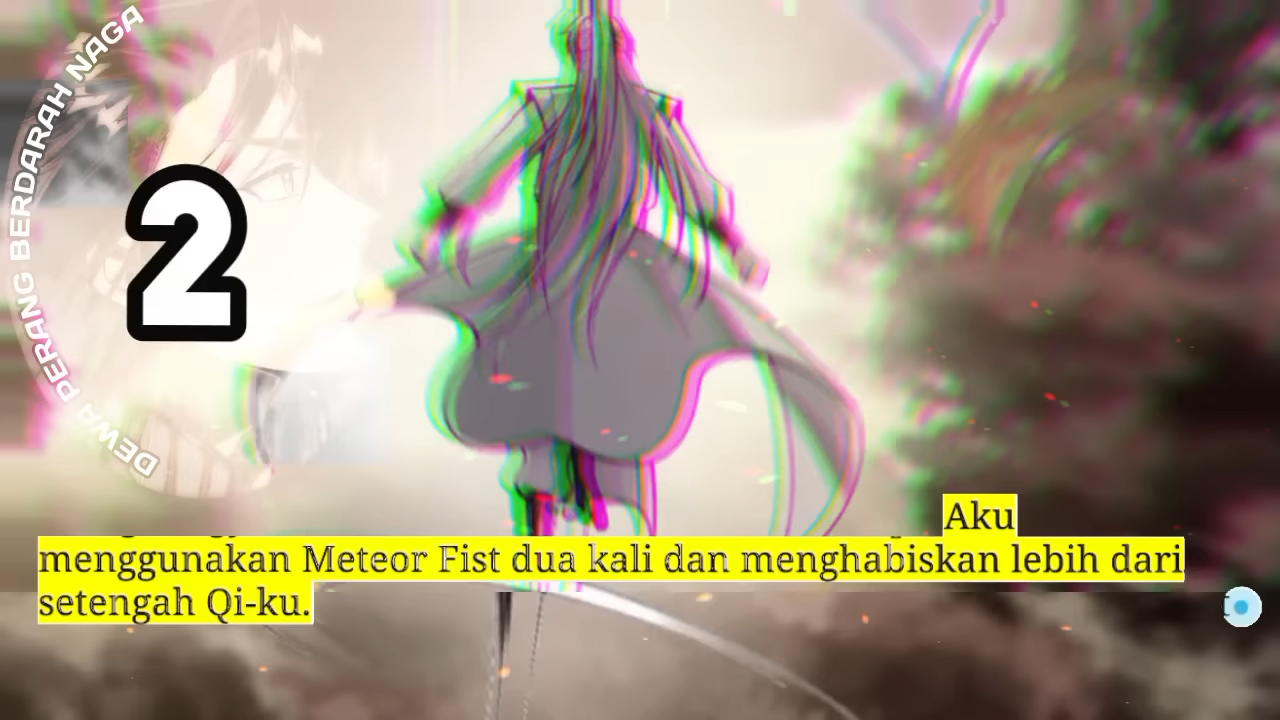 DEWA PERANG BERDARAH NAGA
2
Aku
menggunakan Meteor Fist dua kali dan menghabiskan lebih dari
setengah Qi-ku.